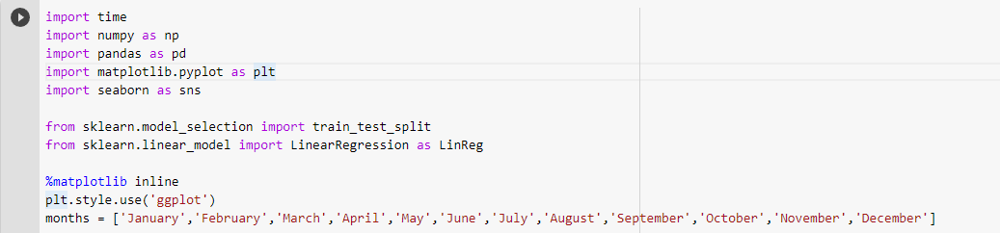 import time
import numpy as np
import pandas as pd
import matplotlib.pyplot as plt
import seaborn as sns
from sklearn.model_selection import train_test_split
from sklearn.linear_model import LinearRegression as LinReg
%matplotlib inline
plt.style.use('ggplot')
months = ['January','February','March','April','May','June','July','August','September','October','November','December']